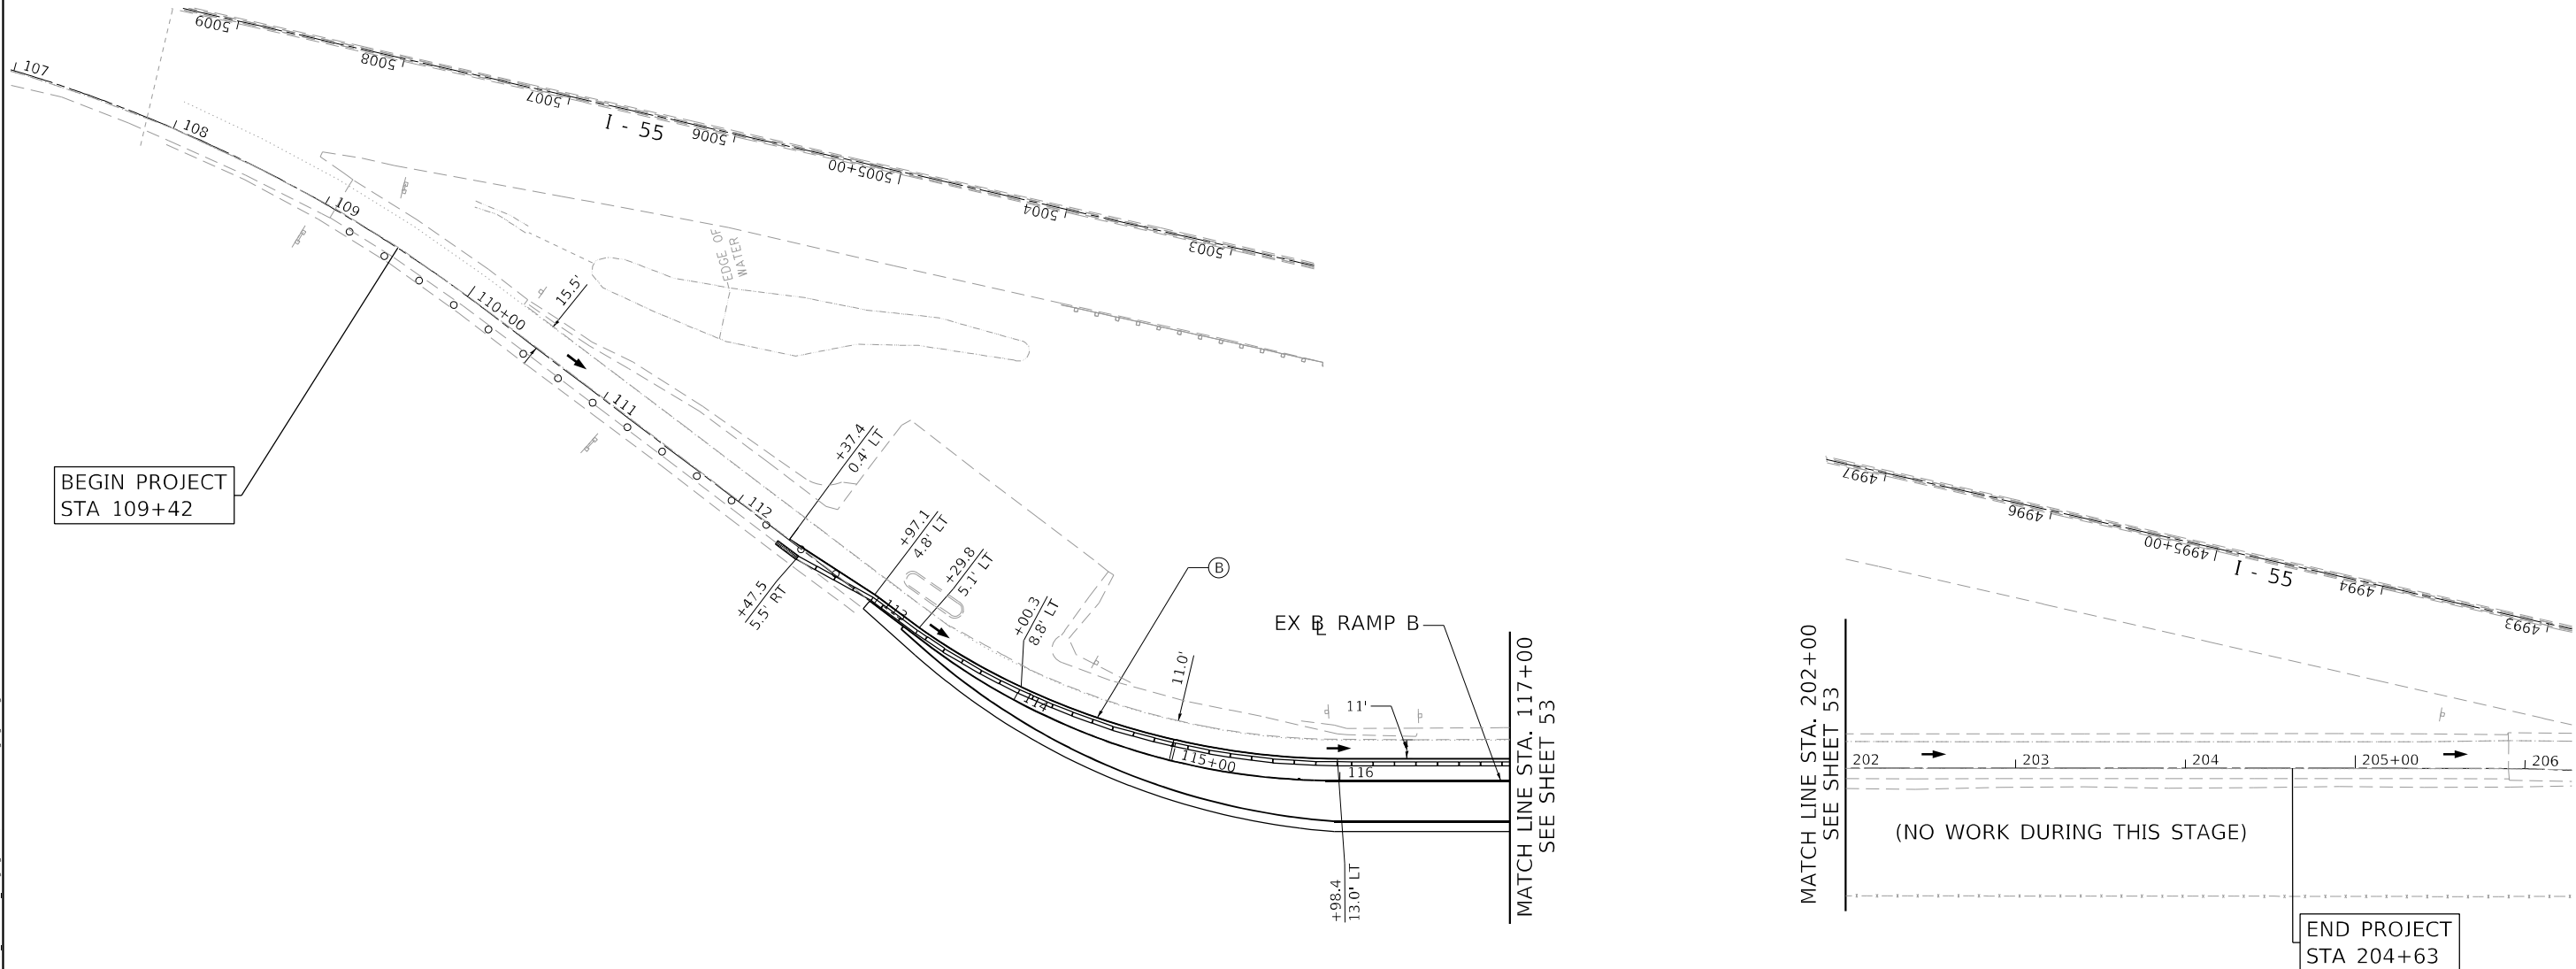 5009
5008
5007
5006
5005+00
5004
5003
I - 55
107
108
109
110+00
111
112
113
114
115+00
116
15.5'
EDGE OF
WATER
BEGIN PROJECT
STA 109+42
+37.4
0.4' LT
+97.1
4.8' LT
+29.8
5.1' LT
+00.3
8.8' LT
+47.5
5.5' RT
B
11.0'
11'
EX BL RAMP B
+98.4
13.0' LT
MATCH LINE STA. 117+00
SEE SHEET 53
MATCH LINE STA. 202+00
SEE SHEET 53
4997
4996
4995+00
4994
4993
I - 55
202
203
204
205+00
206
(NO WORK DURING THIS STAGE)
END PROJECT
STA 204+63